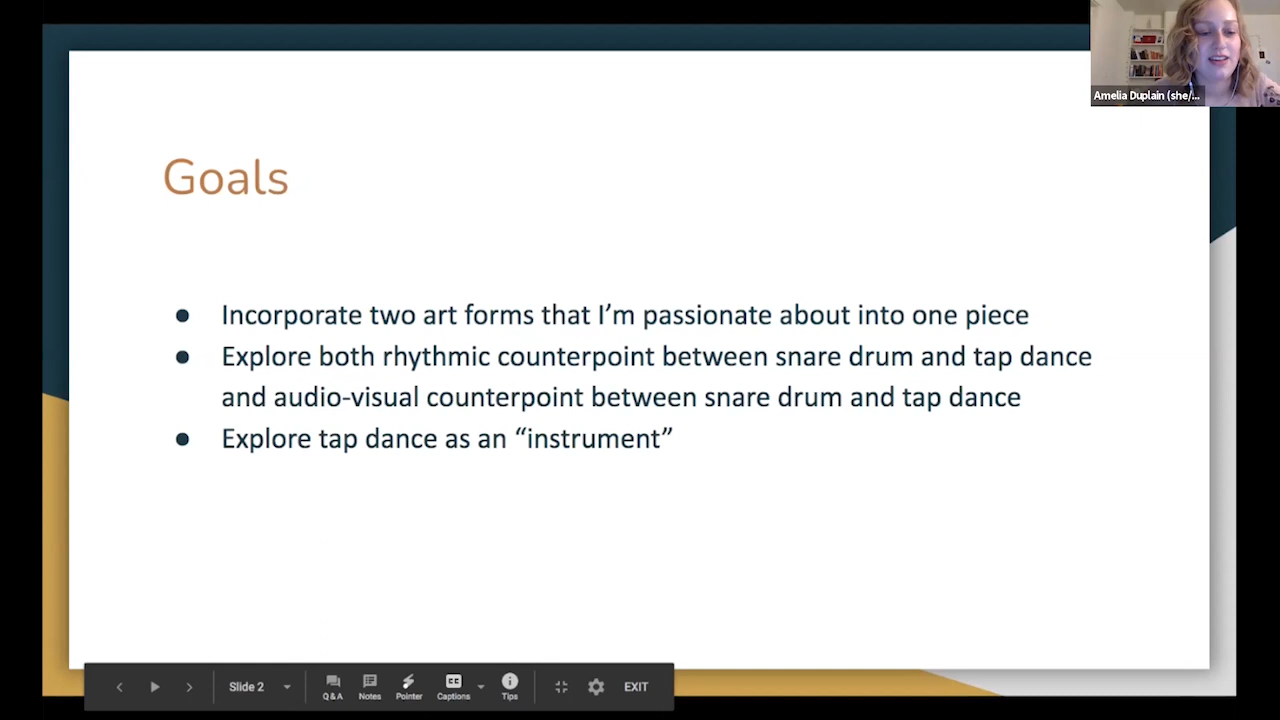 Amelia Duplain (she/...
Goals
● Incorporate two art forms that I’m passionate about into one piece
● Explore both rhythmic counterpoint between snare drum and tap dance
and audio-visual counterpoint between snare drum and tap dance
● Explore tap dance as an “instrument”
Slide 2 Q&A Notes Pointer CC Captions Tips EXIT